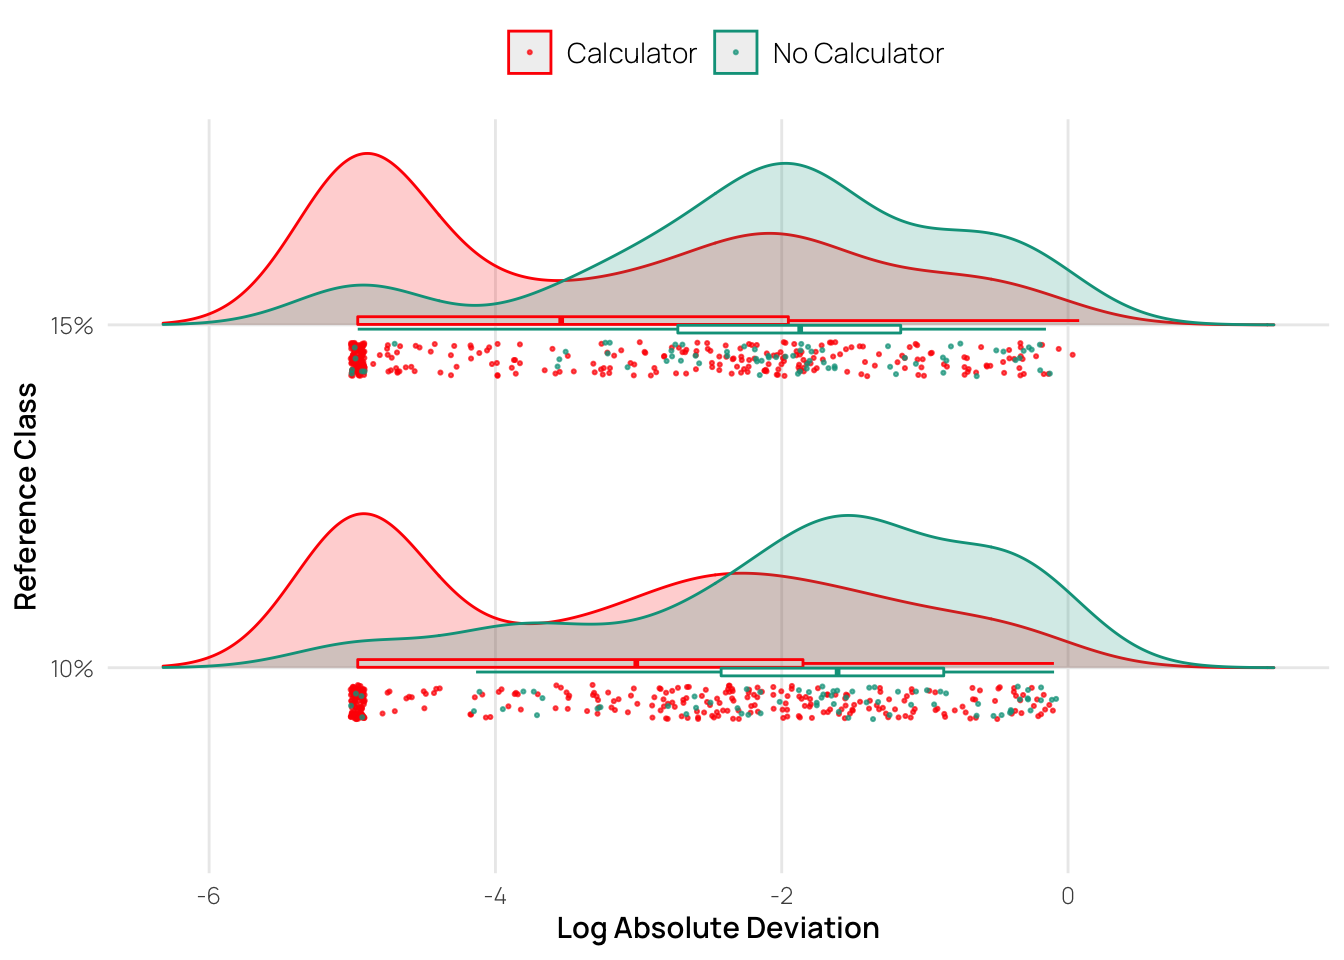 Calculator No Calculator
Reference Class
15%
10%
-6 -4 -2 0
Log Absolute Deviation